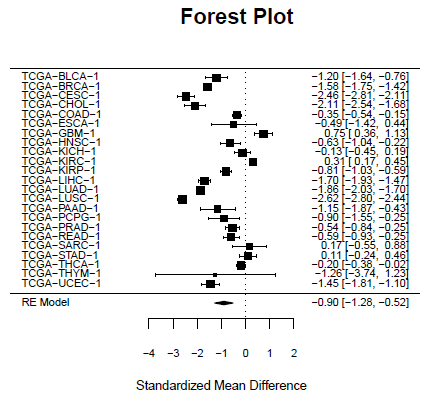 Forest Plot
TCGA−BLCA−1 −1.20 [−1.64, −0.76]
TCGA−BRCA−1 −1.58 [−1.75, −1.42]
TCGA−CESC−1 −2.46 [−2.81, −2.11]
TCGA−CHOL−1 −2.11 [−2.54, −1.68]
TCGA−COAD−1 −0.35 [−0.54, −0.15]
TCGA−ESCA−1 −0.49 [−1.42, 0.44]
TCGA−GBM−1 0.75 [ 0.36, 1.13]
TCGA−HNSC−1 −0.63 [−1.04, −0.22]
TCGA−KICH−1 −0.13 [−0.45, 0.19]
TCGA−KIRC−1 0.31 [ 0.17, 0.45]
TCGA−KIRP−1 −0.81 [−1.03, −0.59]
TCGA−LIHC−1 −1.70 [−1.93, −1.47]
TCGA−LUAD−1 −1.86 [−2.03, −1.70]
TCGA−LUSC−1 −2.62 [−2.80, −2.44]
TCGA−PAAD−1 −1.15 [−1.87, −0.43]
TCGA−PCPG−1 −0.90 [−1.55, −0.25]
TCGA−PRAD−1 −0.54 [−0.84, −0.25]
TCGA−READ−1 −0.59 [−0.93, −0.25]
TCGA−SARC−1 0.17 [−0.55, 0.88]
TCGA−STAD−1 0.11 [−0.24, 0.46]
TCGA−THCA−1 −0.20 [−0.38, −0.02]
TCGA−THYM−1 −1.26 [−3.74, 1.23]
TCGA−UCEC−1 −1.45 [−1.81, −1.10]
RE Model −0.90 [−1.28, −0.52]
−4 −3 −2 −1 0 1 2
Standardized Mean Difference